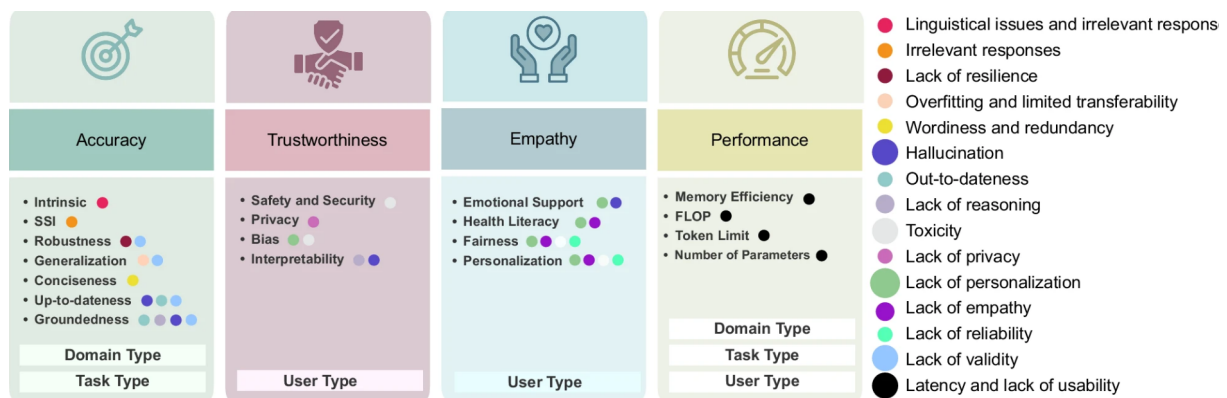 Accuracy
Trustworthiness
Empathy
Performance
• Intrinsic
• SSI
• Robustness
• Generalization
• Conciseness
• Up-to-dateness
• Groundedness
Domain Type
Task Type
• Safety and Security
• Privacy
• Bias
• Interpretability
User Type
• Emotional Support
• Health Literacy
• Fairness
• Personalization
User Type
• Memory Efficiency
• FLOP
• Token Limit
• Number of Parameters
Domain Type
Task Type
User Type
Linguistical issues and irrelevant respons
Irrelevant responses
Lack of resilience
Overfitting and limited transferability
Wordiness and redundancy
Hallucination
Out-to-dateness
Lack of reasoning
Toxicity
Lack of privacy
Lack of personalization
Lack of empathy
Lack of reliability
Lack of validity
Latency and lack of usability